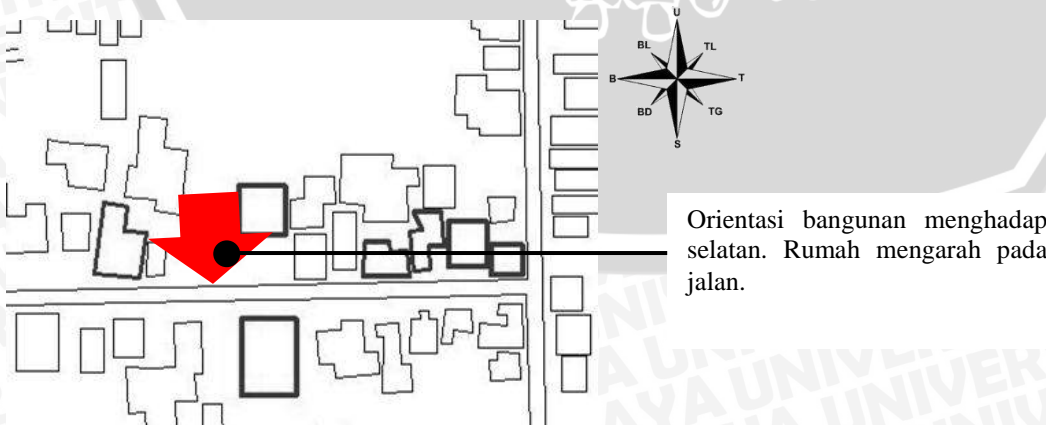 U
BL TL
B T
BD TG
S
Orientasi bangunan menghadap
selatan. Rumah mengarah pada
jalan.